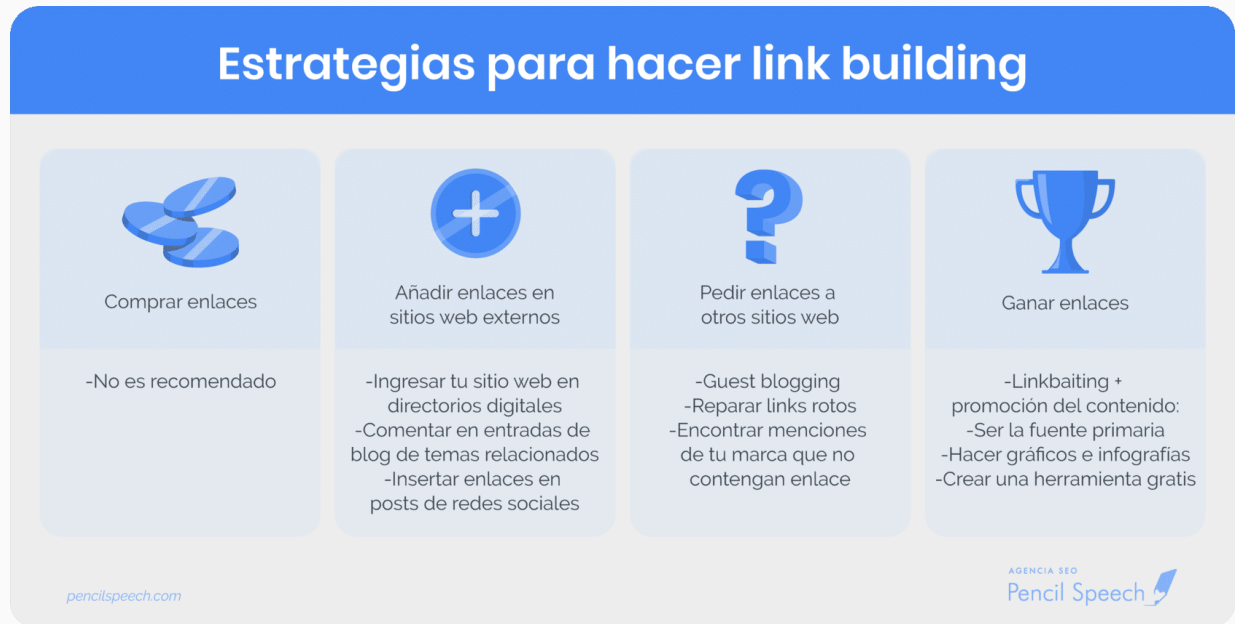 Estrategias para hacer link building
Comprar enlaces
-No es recomendado
Añadir enlaces en
sitios web externos
-Ingresar tu sitio web en
directorios digitales
-Comentar en entradas de
blog de temas relacionados
-Insertar enlaces en
posts de redes sociales
Pedir enlaces a
otros sitios web
-Guest blogging
-Reparar links rotos
-Encontrar menciones
de tu marca que no
contengan enlace
Ganar enlaces
-Linkbaiting +
promoción del contenido:
-Ser la fuente primaria
-Hacer gráficos e infografías
-Crear una herramienta gratis
pencilspeech.com
AGENCIA SEO
Pencil Speech